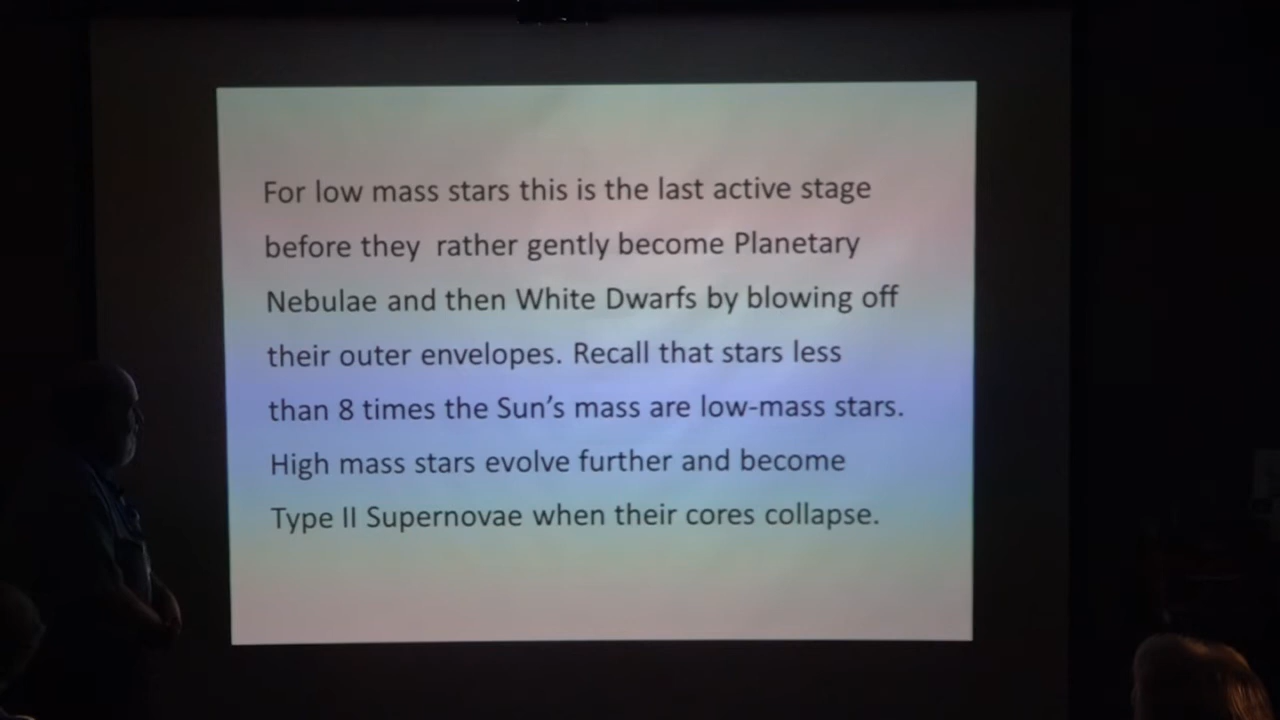 For low mass stars this is the last active stage
before they rather gently become Planetary
Nebulae and then White Dwarfs by blowing off
their outer envelopes. Recall that stars less
than 8 times the Sun’s mass are low-mass stars.
High mass stars evolve further and become
Type II Supernovae when their cores collapse.